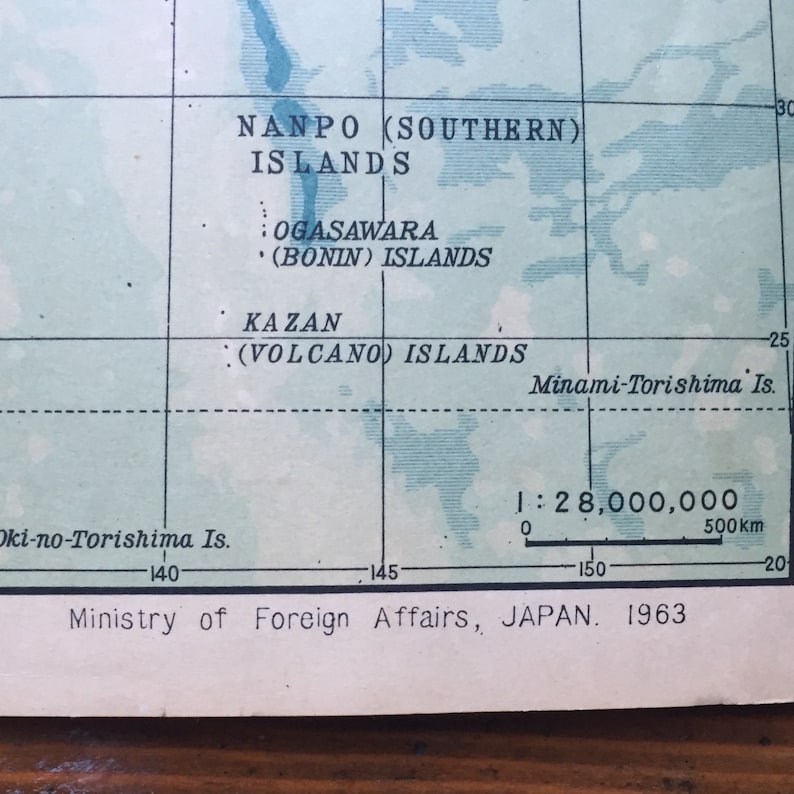 30
NANPO (SOUTHERN)
ISLANDS
OGASAWARA
(BONIN) ISLANDS
KAZAN
25
(VOLCANO) ISLANDS
Minami-Torishima Is.
1:28,000,000
0 500km
Oki-no-Torishima Is.
140 145 150 20
Ministry of Foreign Affairs, JAPAN. 1963